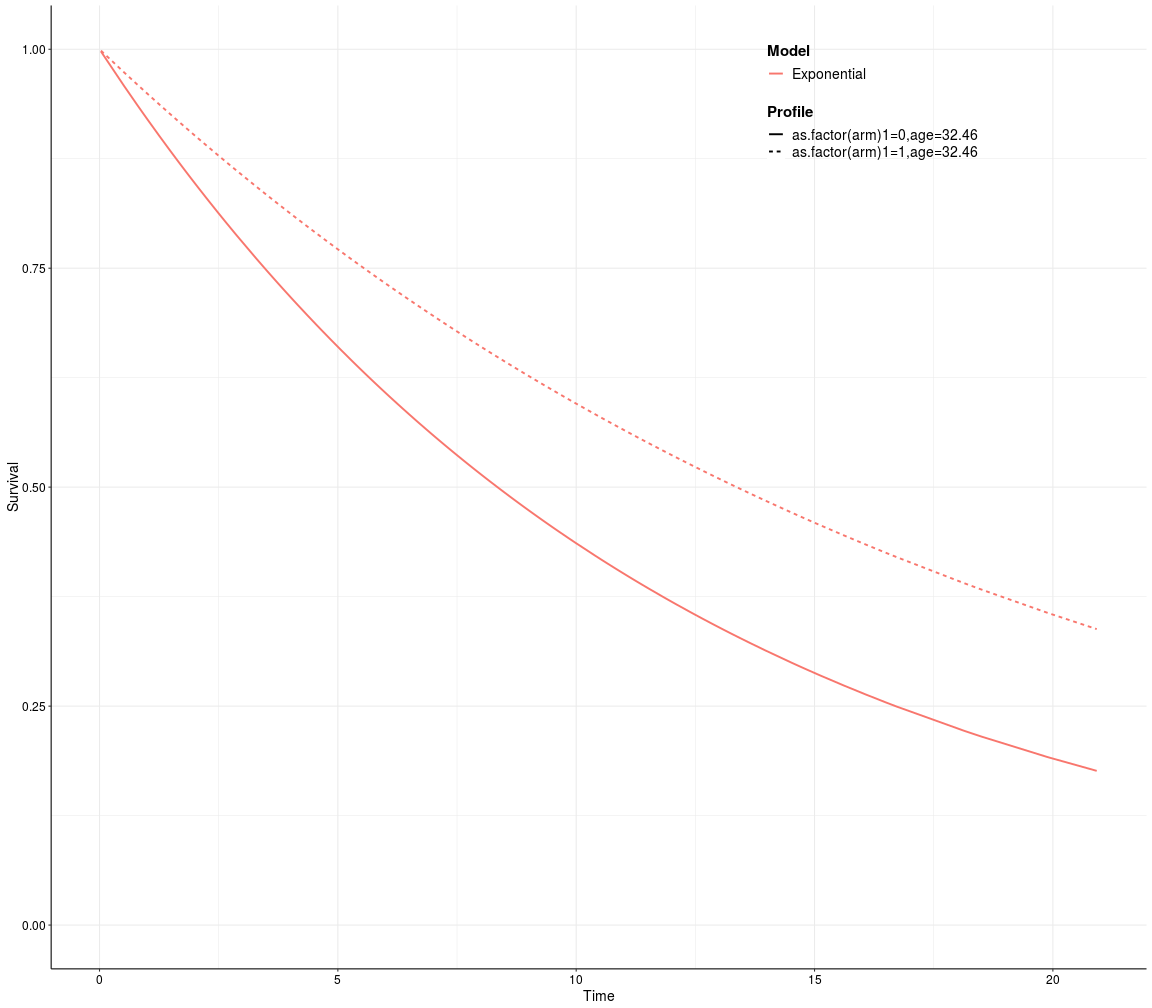 1.00
0.75
0.50
0.25
0.00
Survival
0
5
10
15
20
Time
Model
Exponential
Profile
as.factor(arm)1=0,age=32.46
as.factor(arm)1=1,age=32.46